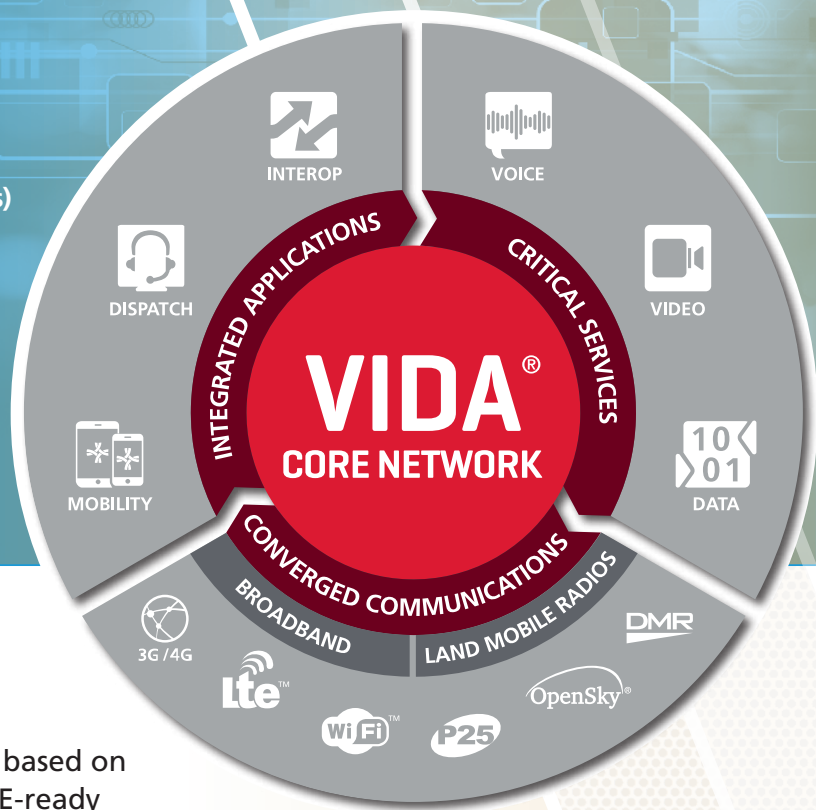 s)
INTEROP
VOICE
DISPATCH
VIDEO
MOBILITY
10
01
DATA
INTEGRATED APPLICATIONS
CRITICAL SERVICES
VIDA®
CORE NETWORK
CONVERGED COMMUNICATIONS
BROADBAND
LAND MOBILE RADIOS
3G/4G
Lte™
WiFi™
P25
OpenSky®
DMR
based on
E-ready